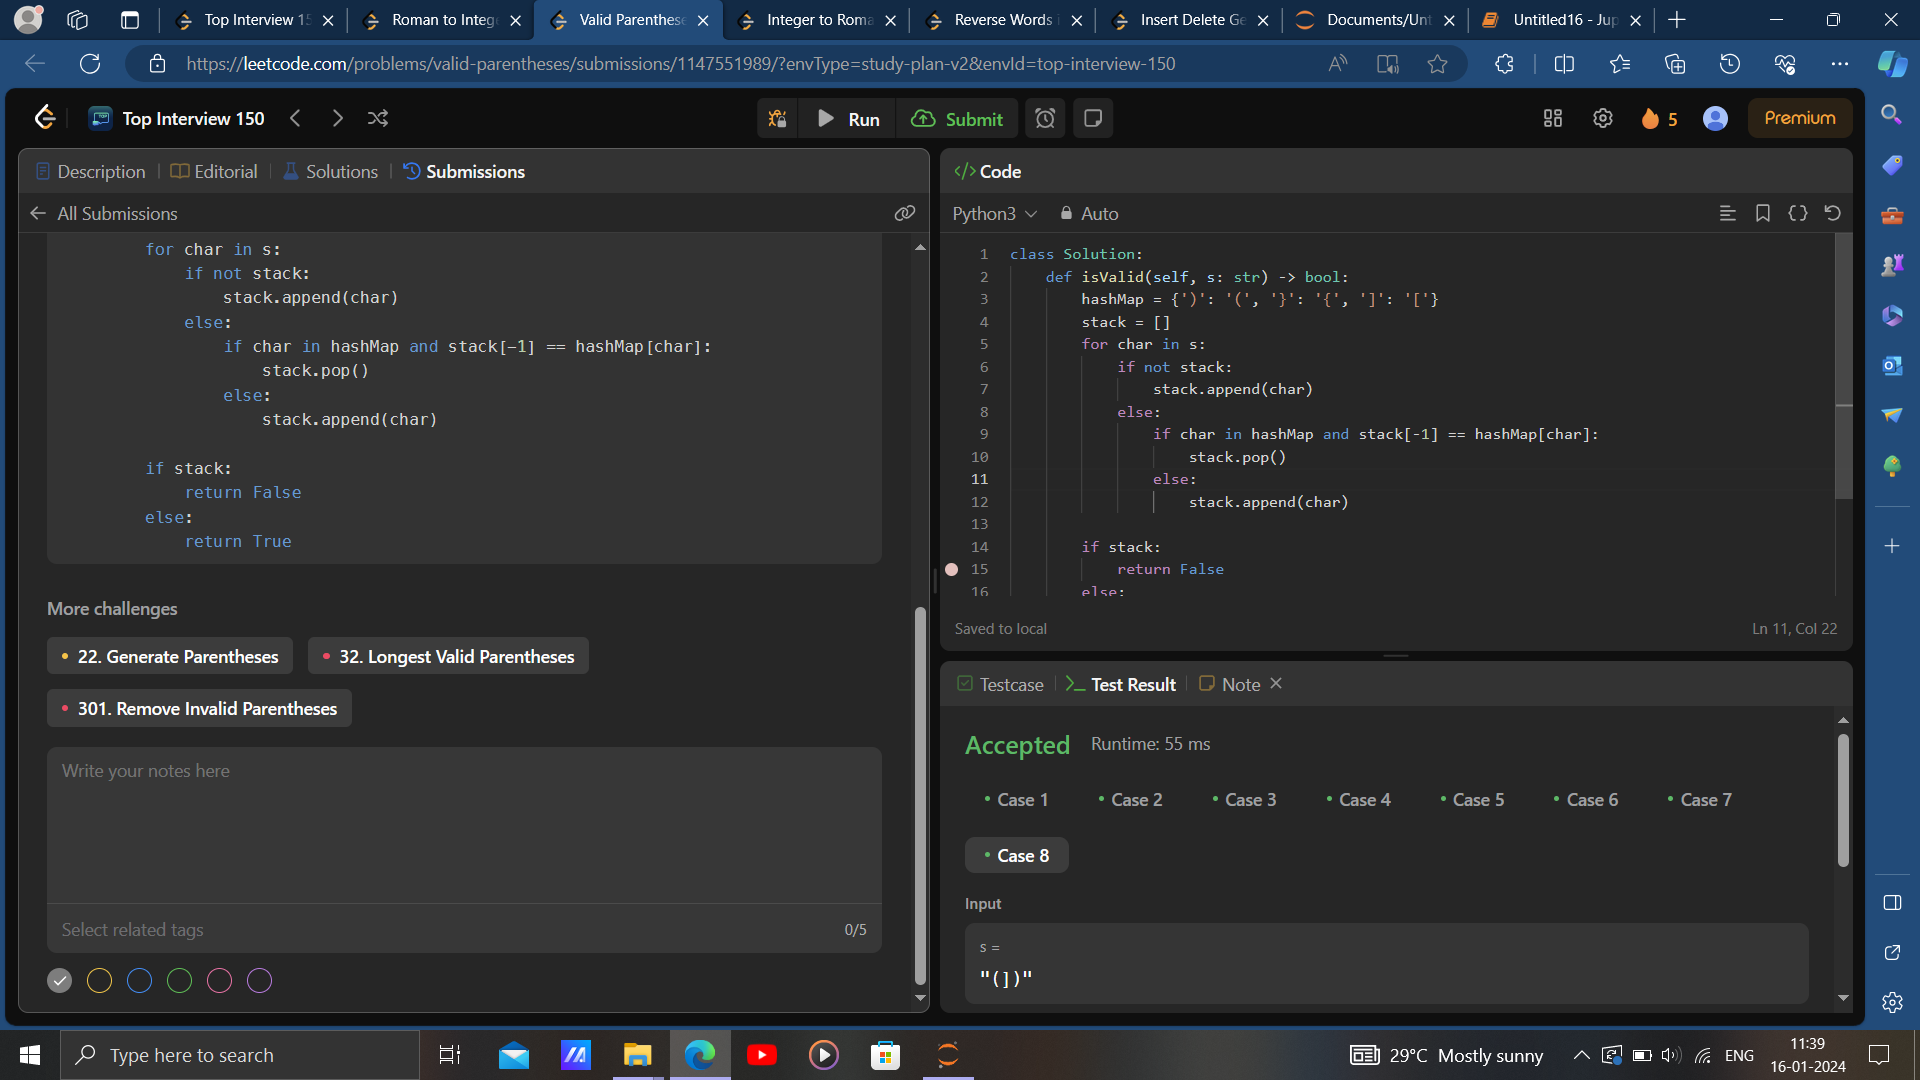 Top Interview 15
Roman to Intege
Valid Parenthese
Integer to Roma
Reverse Words i
Insert Delete Ge
Documents/Unt
Untitled16 - Jup
https://leetcode.com/problems/valid-parentheses/submissions/1147551989/?envType=study-plan-v2&envId=top-interview-150
Top Interview 150
Run
Submit
5
Premium
Description
Editorial
Solutions
Submissions
All Submissions
for char in s:
if not stack:
stack.append(char)
else:
if char in hashMap and stack[-1] == hashMap[char]:
stack.pop()
else:
stack.append(char)
if stack:
return False
else:
return True
More challenges
22. Generate Parentheses
32. Longest Valid Parentheses
301. Remove Invalid Parentheses
Write your notes here
Select related tags
0/5
</> Code
Python3
Auto
1 class Solution:
2 def isValid(self, s: str) -> bool:
3 hashMap = {')': '(', '}': '{', ']': '['}
4 stack = []
5 for char in s:
6 if not stack:
7 stack.append(char)
8 else:
9 if char in hashMap and stack[-1] == hashMap[char]:
10 stack.pop()
11 else:
12 stack.append(char)
13
14 if stack:
15 return False
16 else:
Saved to local
Ln 11, Col 22
Testcase
Test Result
Note
Accepted
Runtime: 55 ms
Case 1
Case 2
Case 3
Case 4
Case 5
Case 6
Case 7
Case 8
Input
s =
"(])"
Type here to search
29°C Mostly sunny
ENG
11:39
16-01-2024